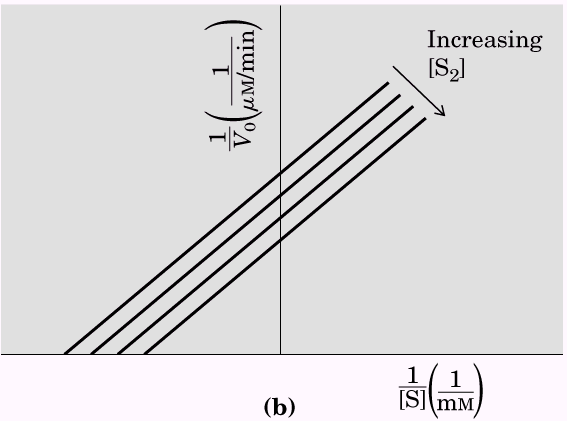 Increasing
[S₂]
1/V₀ (1/μM/min)
1/[S] (1/mM)
(b)